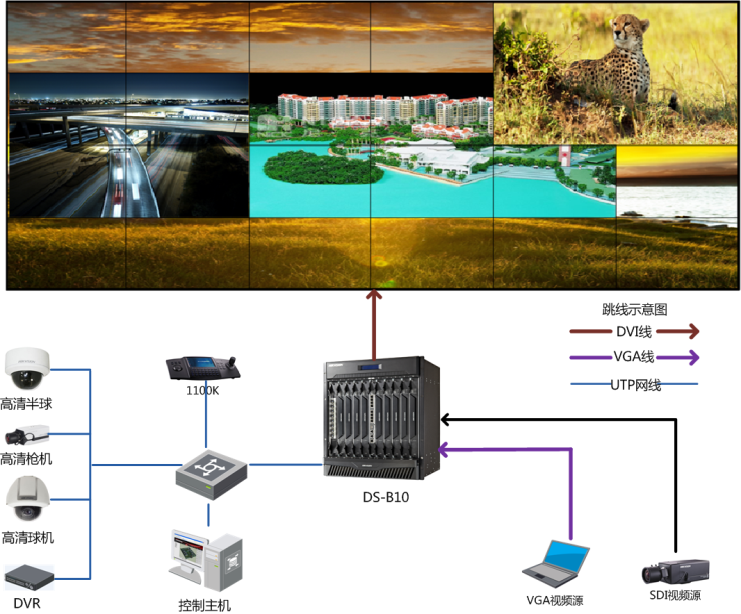 跳线示意图
DVI线
VGA线
UTP网线
1100K
高清半球
高清枪机
高清球机
DVR
控制主机
DS-B10
VGA视频源
SDI视频源